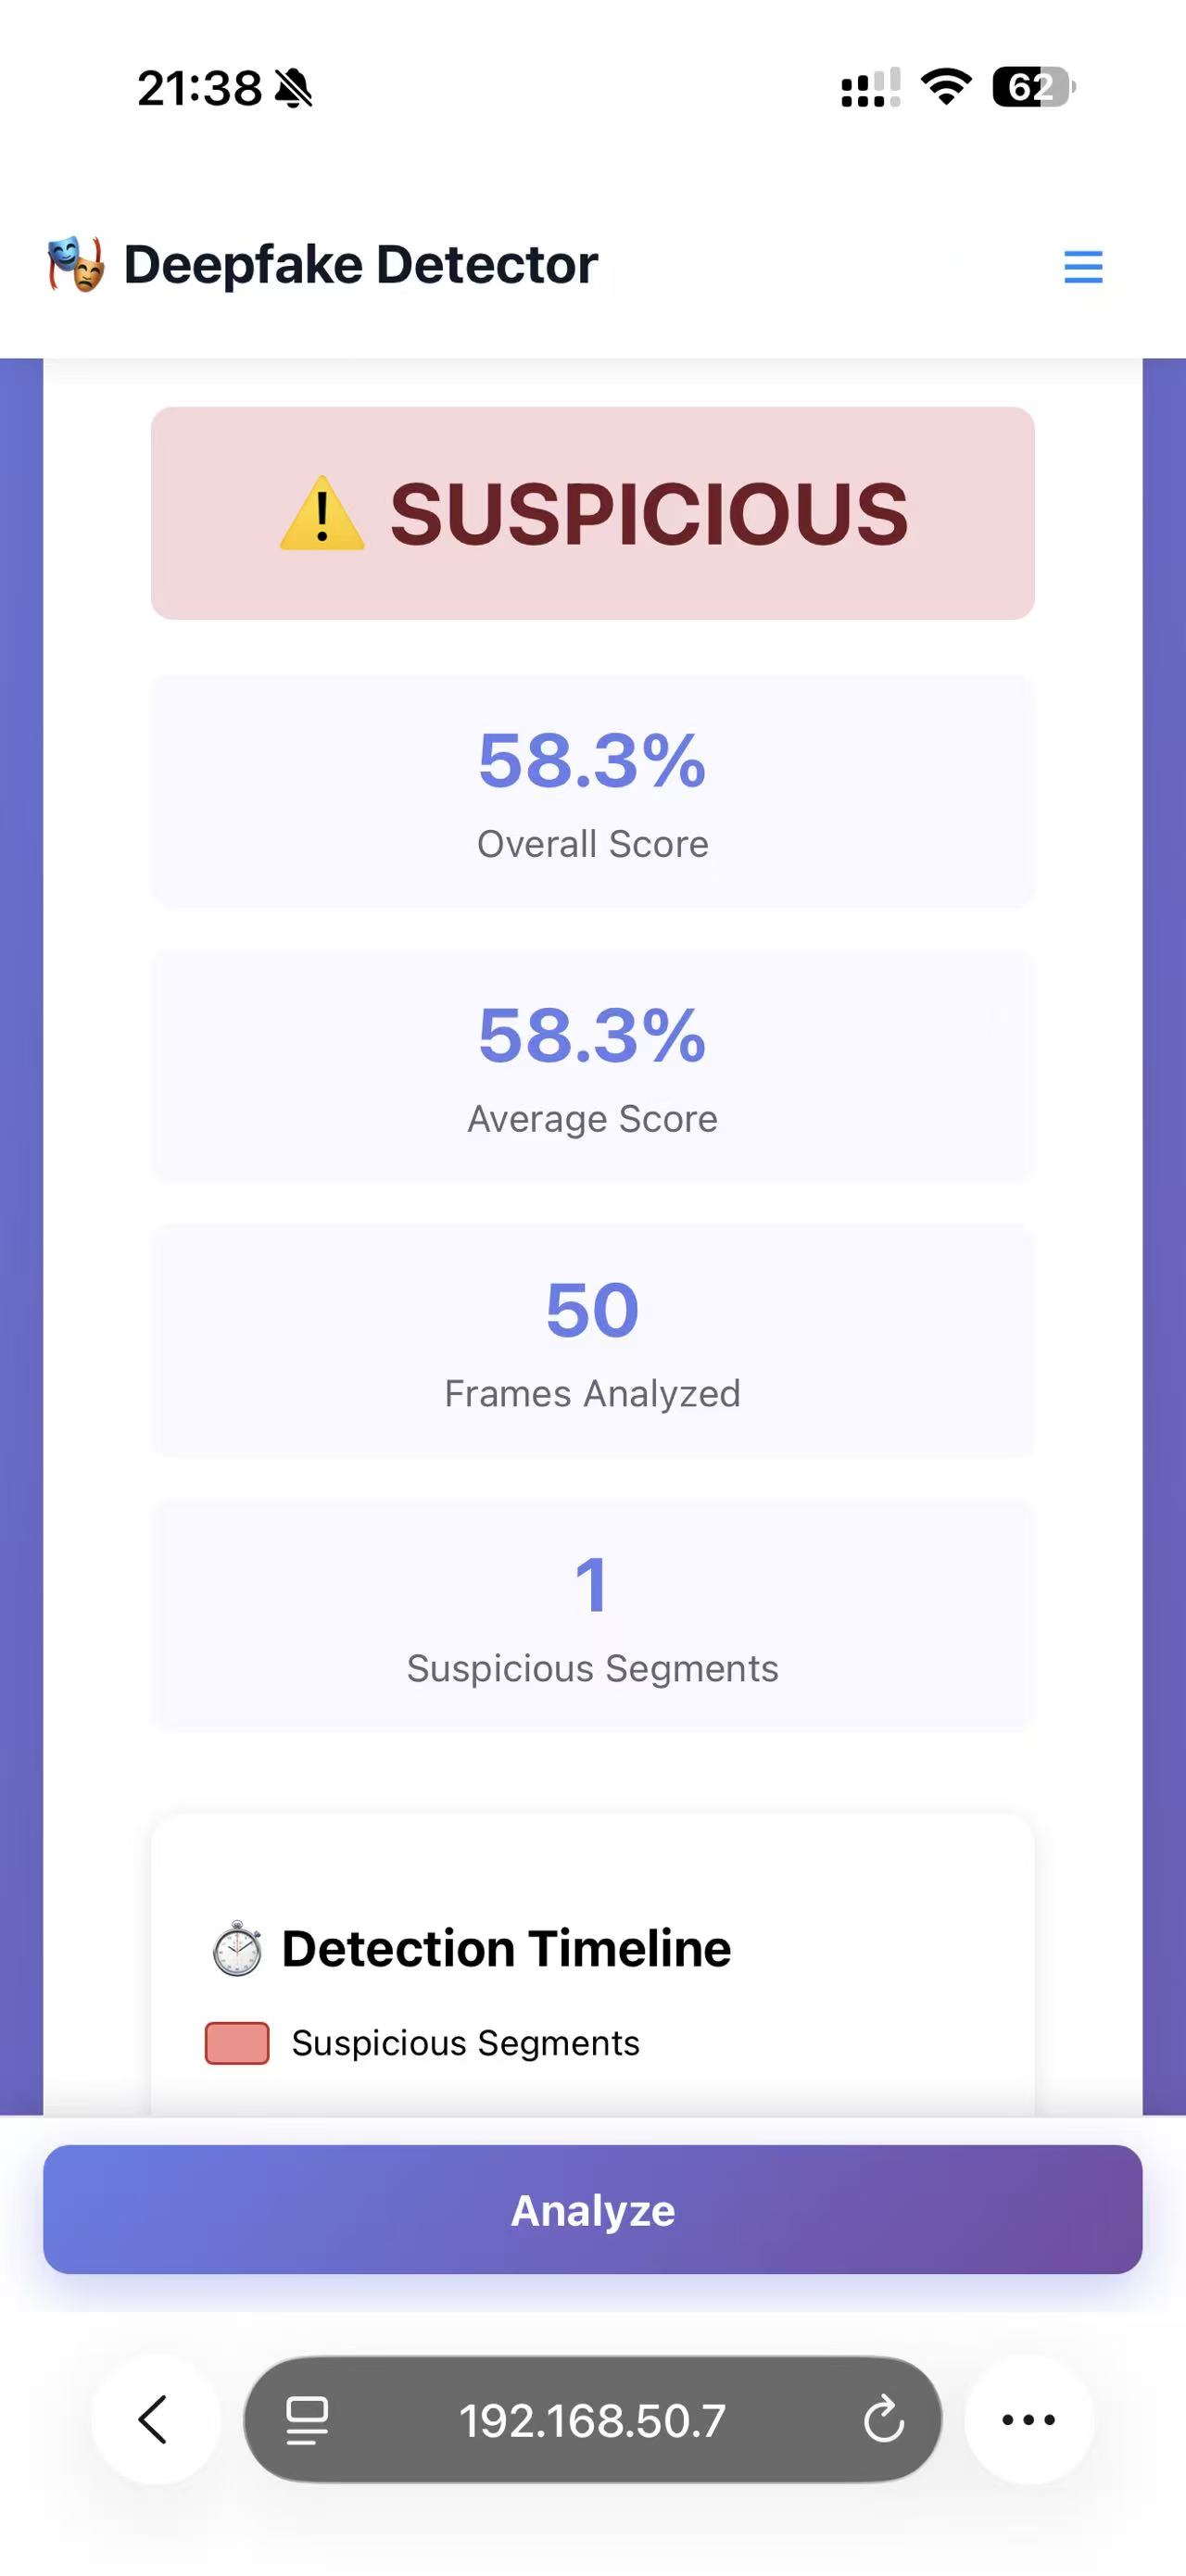 21:38
62
Deepfake Detector
SUSPICIOUS
58.3%
Overall Score
58.3%
Average Score
50
Frames Analyzed
1
Suspicious Segments
Detection Timeline
Suspicious Segments
Analyze
192.168.50.7